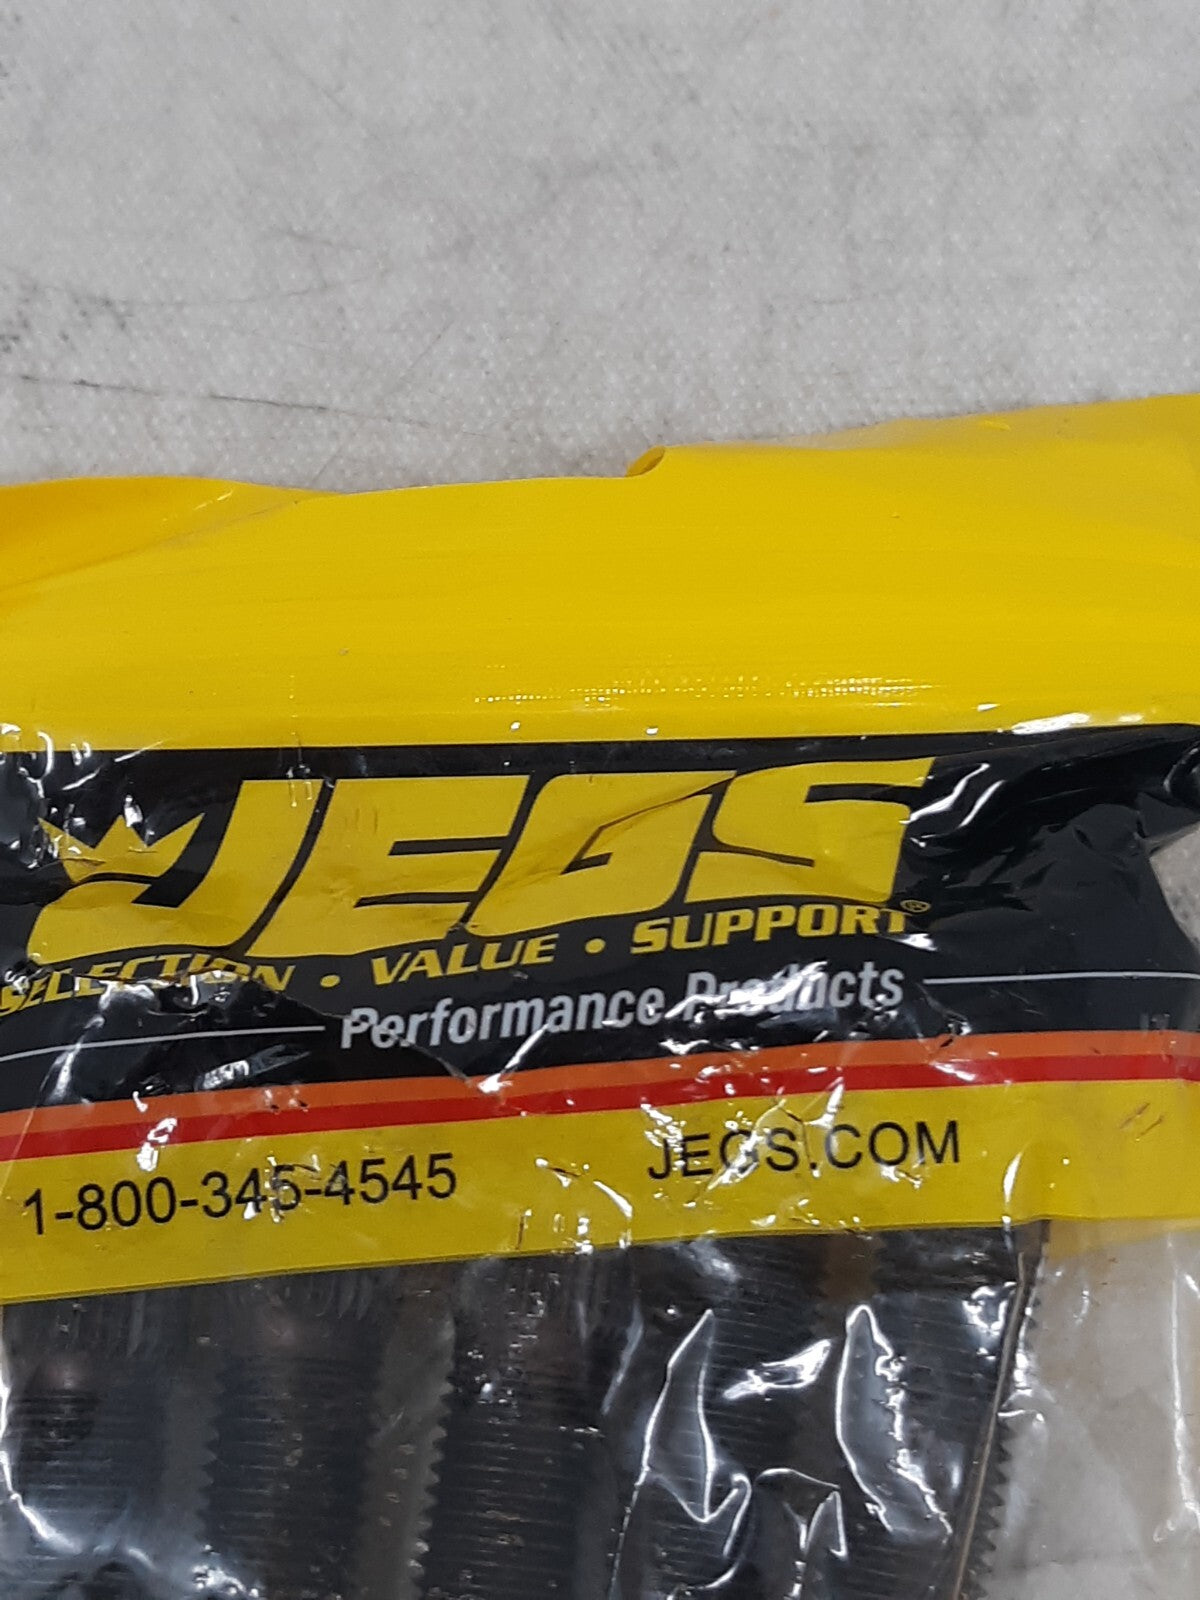 JEGS®
SELECTION • VALUE • SUPPORT
Performance Products
1-800-345-4545 JEGS.COM